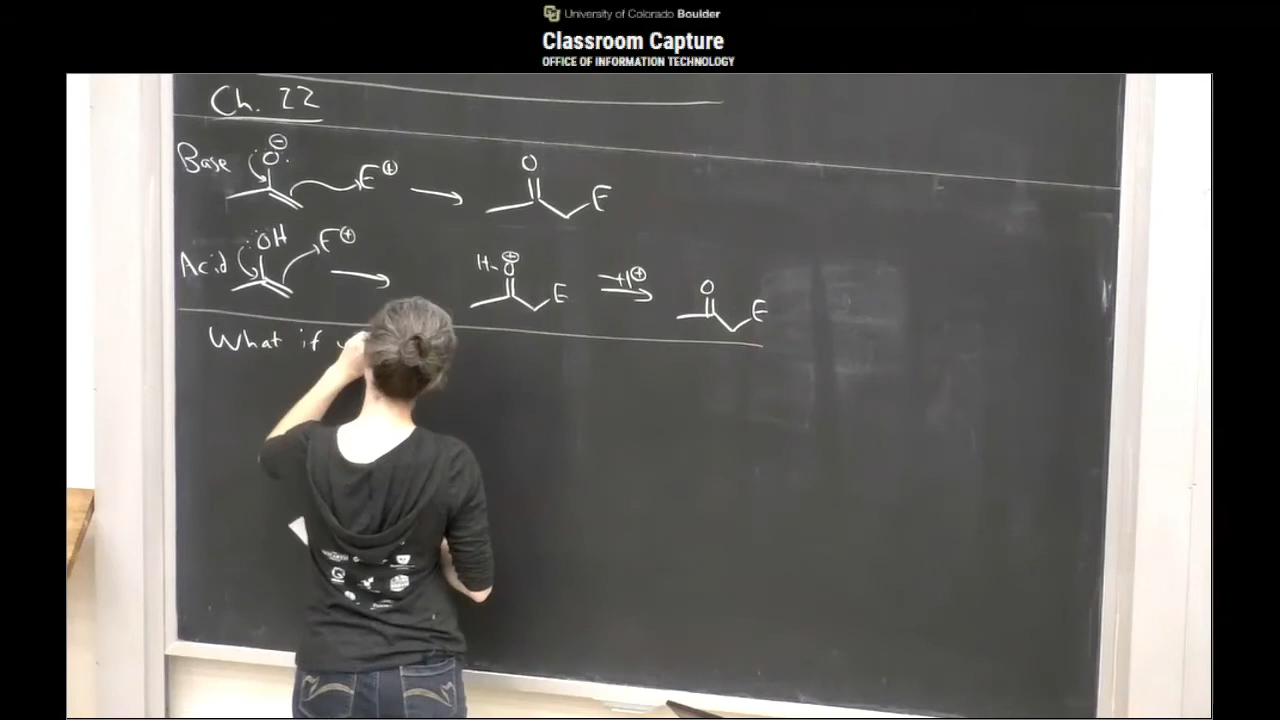 University of Colorado Boulder
Classroom Capture
OFFICE OF INFORMATION TECHNOLOGY
Ch. 22
Base :O:⊖ E⊕ → O E
Acid :OH E⊕ → H-O⊕ E -H⊕ → O E
What if